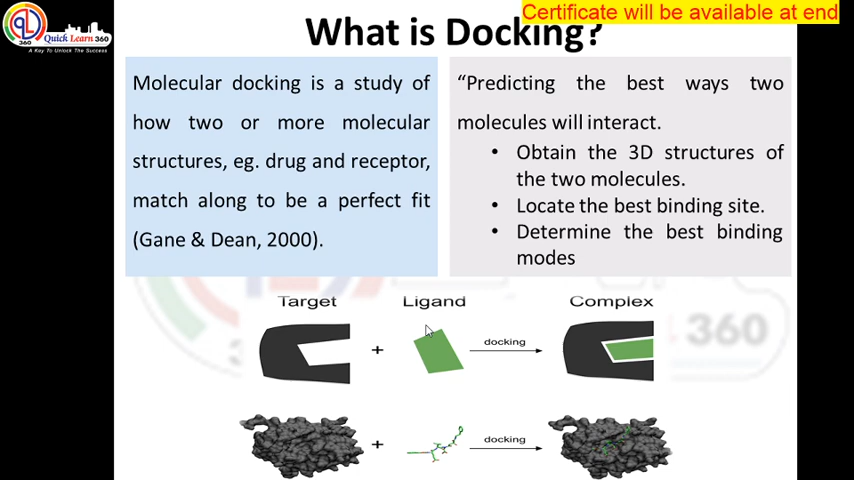 Certificate will be available at end
QL
360
Quick Learn 360
A Key To Unlock The Success
What is Docking?
Molecular docking is a study of
how two or more molecular
structures, eg. drug and receptor,
match along to be a perfect fit
(Gane & Dean, 2000).
“Predicting the best ways two
molecules will interact.
• Obtain the 3D structures of
the two molecules.
• Locate the best binding site.
• Determine the best binding
modes
Target
Ligand
Complex
+
docking
360
+
docking